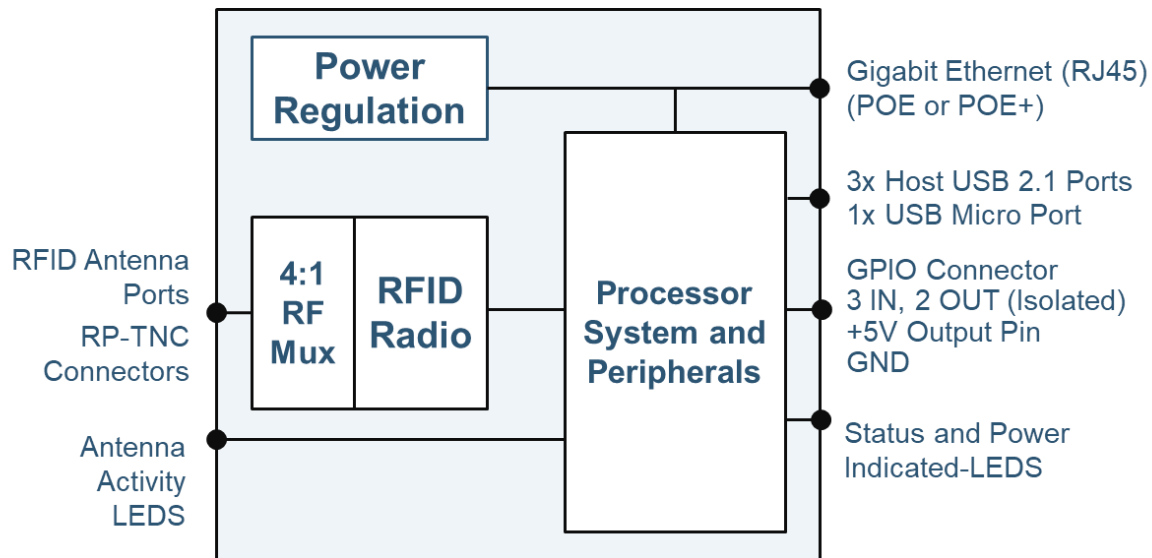 Power
Regulation
Gigabit Ethernet (RJ45)
(POE or POE+)
3x Host USB 2.1 Ports
1x USB Micro Port
RFID Antenna
Ports
RP-TNC
Connectors
4:1
RF
Mux
RFID
Radio
Processor
System and
Peripherals
GPIO Connector
3 IN, 2 OUT (Isolated)
+5V Output Pin
GND
Antenna
Activity
LEDS
Status and Power
Indicated-LEDS